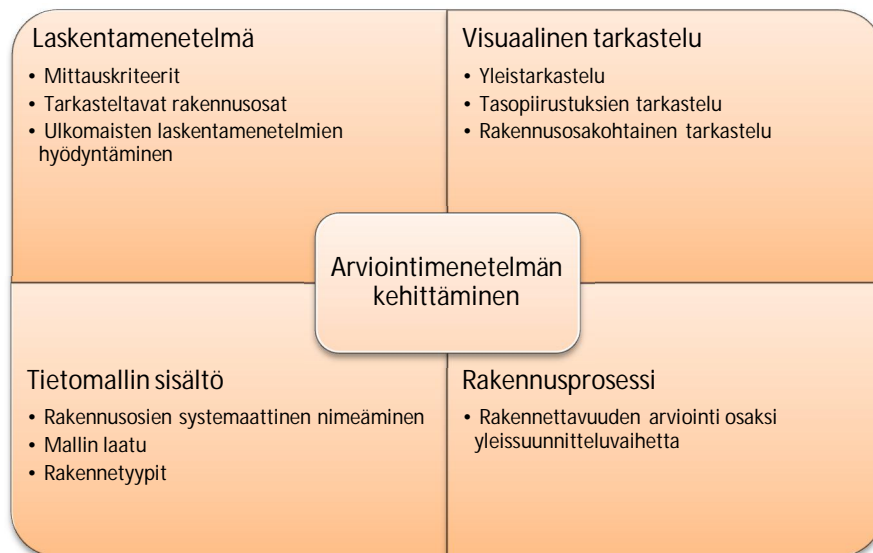 Laskentamenetelmä
• Mittauskriteerit
• Tarkasteltavat rakennusosat
• Ulkomaisten laskentamenetelmien
hyödyntäminen
Visuaalinen tarkastelu
• Yleistarkastelu
• Tasopiirustuksien tarkastelu
• Rakennusosakohtainen tarkastelu
Arviointimenetelmän
kehittäminen
Tietomallin sisältö
• Rakennusosien systemaattinen nimeäminen
• Mallin laatu
• Rakennetyypit
Rakennusprosessi
• Rakennettavuuden arviointi osaksi
yleissuunnitteluvaihetta